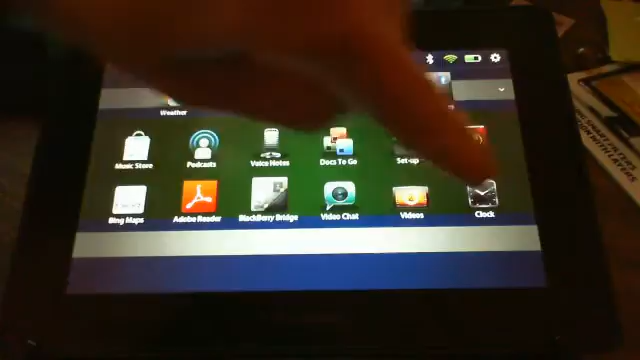 Weather
Music Store
Podcasts
Voice Notes
Docs To Go
Set-up
Bing Maps
Adobe Reader
BlackBerry Bridge
Video Chat
Videos
Clock